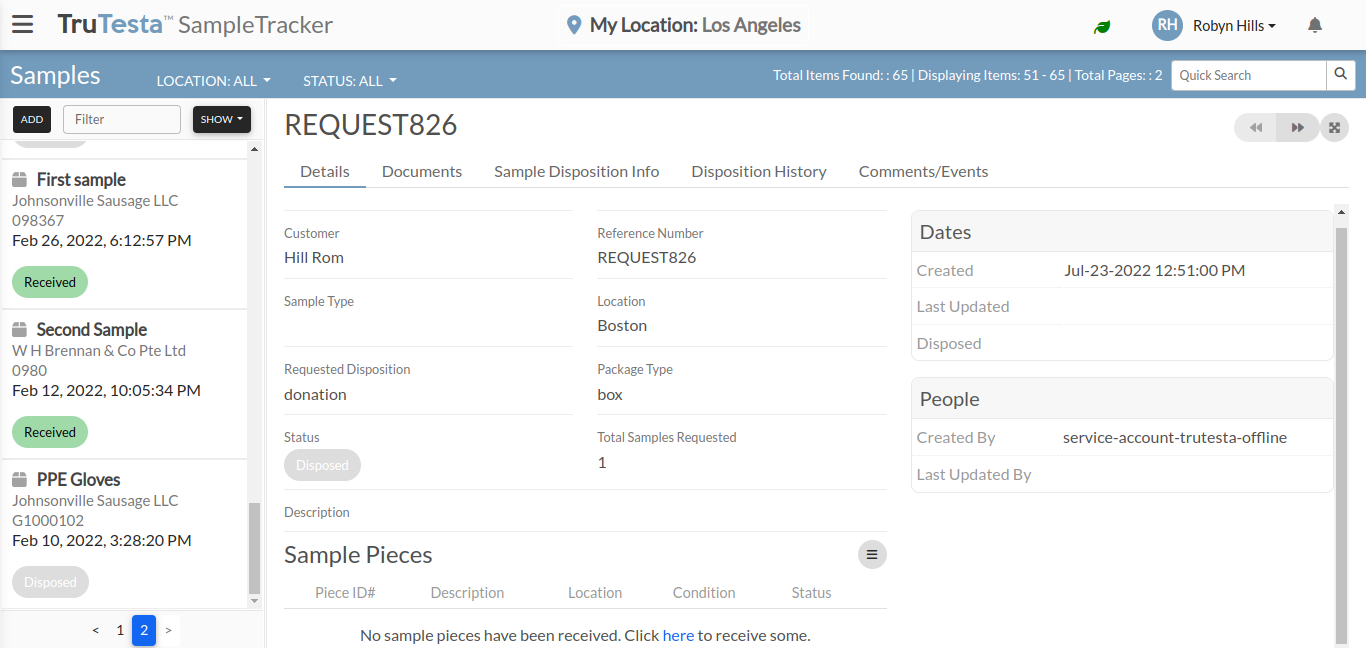 TruTesta™ SampleTracker
My Location: Los Angeles
RH Robyn Hills
Samples
LOCATION: ALL
STATUS: ALL
Total Items Found: : 65 | Displaying Items: 51 - 65 | Total Pages: : 2
Quick Search
ADD
Filter
SHOW
First sample
Johnsonville Sausage LLC
098367
Feb 26, 2022, 6:12:57 PM
Received
Second Sample
W H Brennan & Co Pte Ltd
0980
Feb 12, 2022, 10:05:34 PM
Received
PPE Gloves
Johnsonville Sausage LLC
G1000102
Feb 10, 2022, 3:28:20 PM
Disposed
< 1 2 >
REQUEST826
Details Documents Sample Disposition Info Disposition History Comments/Events
Customer
Hill Rom
Reference Number
REQUEST826
Sample Type
Location
Boston
Requested Disposition
donation
Package Type
box
Status
Disposed
Total Samples Requested
1
Description
Sample Pieces
Piece ID# Description Location Condition Status
No sample pieces have been received. Click here to receive some.
Dates
Created Jul-23-2022 12:51:00 PM
Last Updated
Disposed
People
Created By service-account-trutesta-offline
Last Updated By